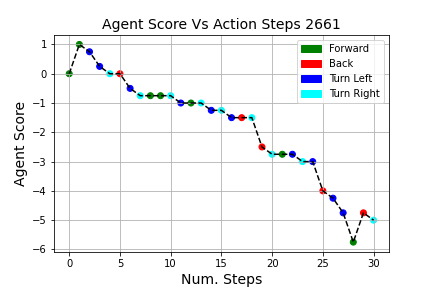 Agent Score Vs Action Steps 2661
Forward
Back
Turn Left
Turn Right
Agent Score
1
0
−1
−2
−3
−4
−5
−6
0 5 10 15 20 25 30
Num. Steps